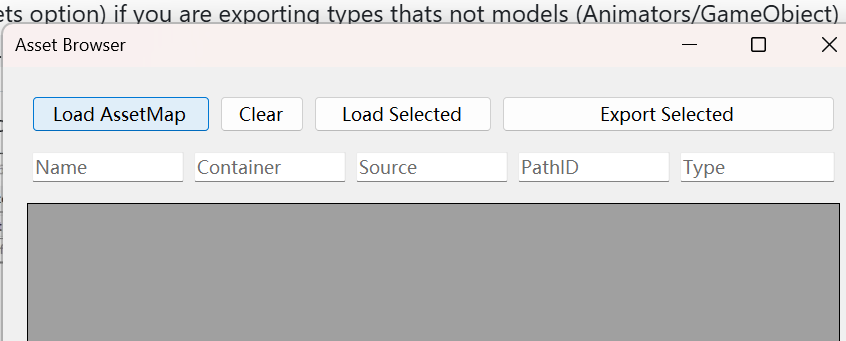 ets option) if you are exporting types thats not models (Animators/GameObject)
Asset Browser
Load AssetMap Clear Load Selected Export Selected
Name Container Source PathID Type